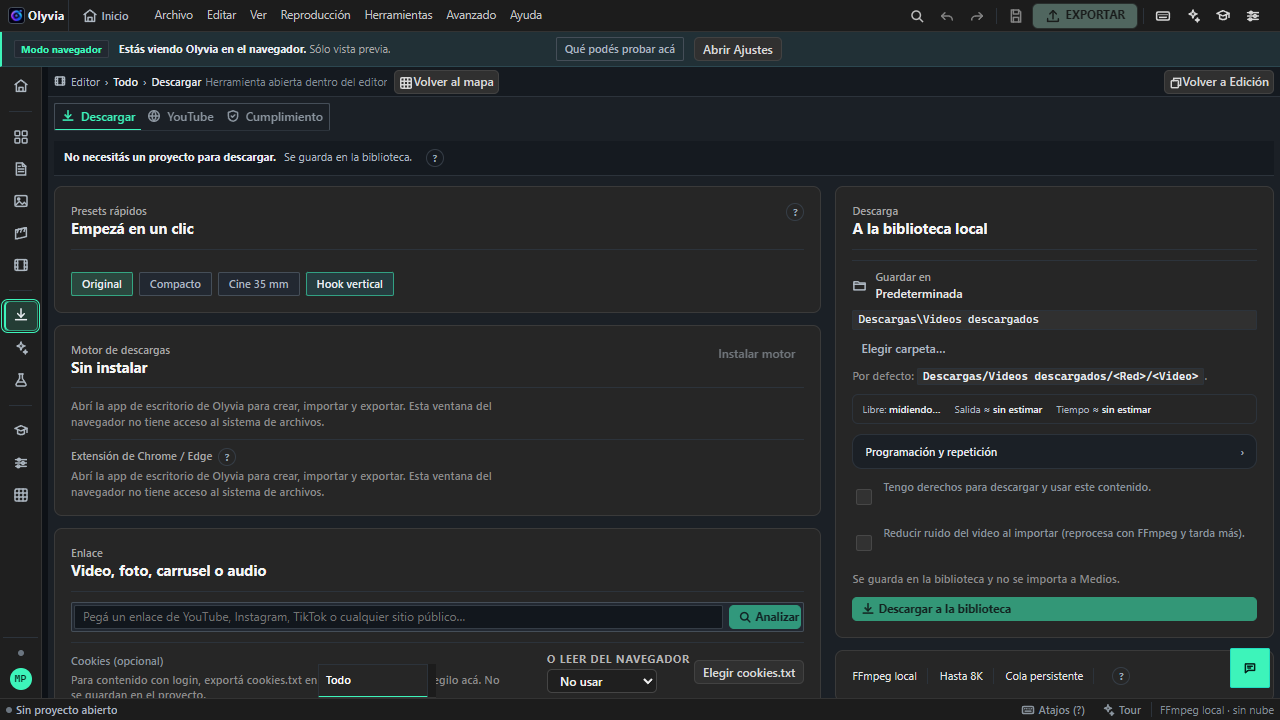 Olyvia
Inicio
Archivo Editar Ver Reproducción Herramientas Avanzado Ayuda
EXPORTAR
Modo navegador Estás viendo Olyvia en el navegador. Sólo vista previa.
Qué podés probar acá
Abrir Ajustes
Editor › Todo › Descargar Herramienta abierta dentro del editor
Volver al mapa
Volver a Edición
Descargar YouTube Cumplimiento
No necesitás un proyecto para descargar. Se guarda en la biblioteca. ?
Presets rápidos
Empezá en un clic
?
Original Compacto Cine 35 mm Hook vertical
Motor de descargas
Sin instalar
Instalar motor
Abrí la app de escritorio de Olyvia para crear, importar y exportar. Esta ventana del
navegador no tiene acceso al sistema de archivos.
Extensión de Chrome / Edge ?
Abrí la app de escritorio de Olyvia para crear, importar y exportar. Esta ventana del
navegador no tiene acceso al sistema de archivos.
Enlace
Video, foto, carrusel o audio
Pegá un enlace de YouTube, Instagram, TikTok o cualquier sitio público...
Analizar
Cookies (opcional)
Para contenido con login, exportá cookies.txt en
egilo acá. No
se guardan en el proyecto.
Todo
O LEER DEL NAVEGADOR
No usar
Elegir cookies.txt
Descarga
A la biblioteca local
Guardar en
Predeterminada
Descargas\Videos descargados
Elegir carpeta...
Por defecto: Descargas/Videos descargados/<Red>/<Video> .
Libre: midiendo... Salida ≈ sin estimar Tiempo ≈ sin estimar
Programación y repetición ›
Tengo derechos para descargar y usar este contenido.
Reducir ruido del video al importar (reprocesa con FFmpeg y tarda más).
Se guarda en la biblioteca y no se importa a Medios.
Descargar a la biblioteca
FFmpeg local Hasta 8K Cola persistente ?
MP
Sin proyecto abierto
Atajos (?) Tour FFmpeg local · sin nube